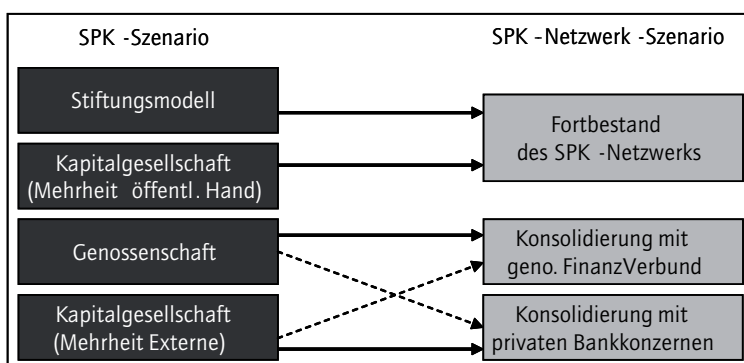 SPK -Szenario
SPK -Netzwerk -Szenario
Stiftungsmodell
Kapitalgesellschaft
(Mehrheit öffentl. Hand)
Genossenschaft
Kapitalgesellschaft
(Mehrheit Externe)
Fortbestand
des SPK -Netzwerks
Konsolidierung mit
geno. FinanzVerbund
Konsolidierung mit
privaten Bankkonzernen